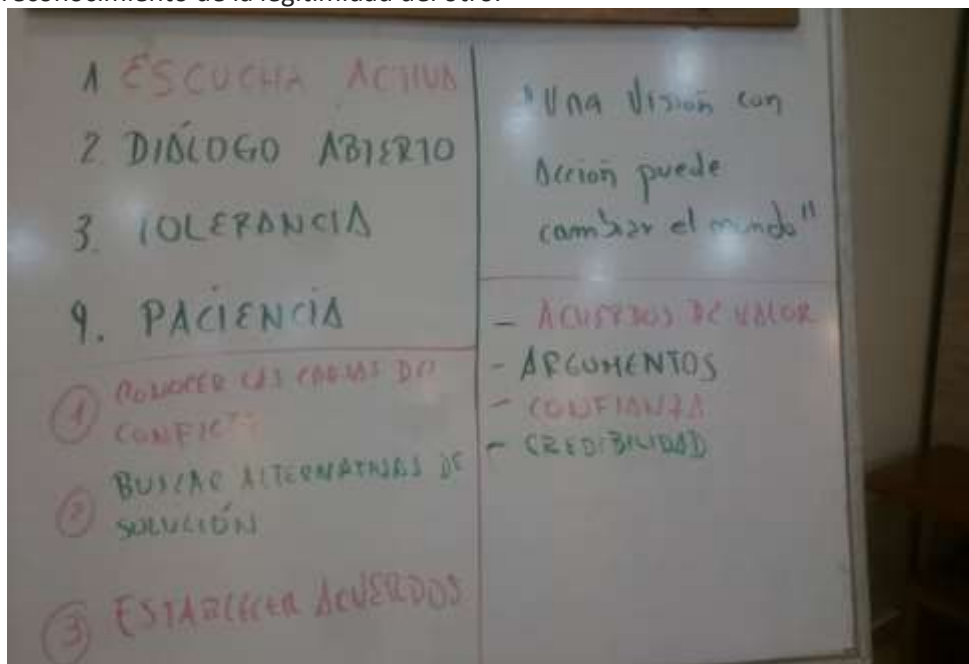 reconocimiento de la legitimidad del otro.
1 ESCUCHA ACTIVA
2. DIÁLOGO ABIERTO
3. TOLERANCIA
4. PACIENCIA
1 CONOCER LAS CAUSAS DEL
CONFLICTO
2 BUSCAR ALTERNATIVAS DE
SOLUCIÓN
3 ESTABLECER ACUERDOS
"Una Visión con
Acción puede
cambiar el mundo"
- ACUERDOS DE VALOR
- ARGUMENTOS
- CONFIANZA
- CREDIBILIDAD